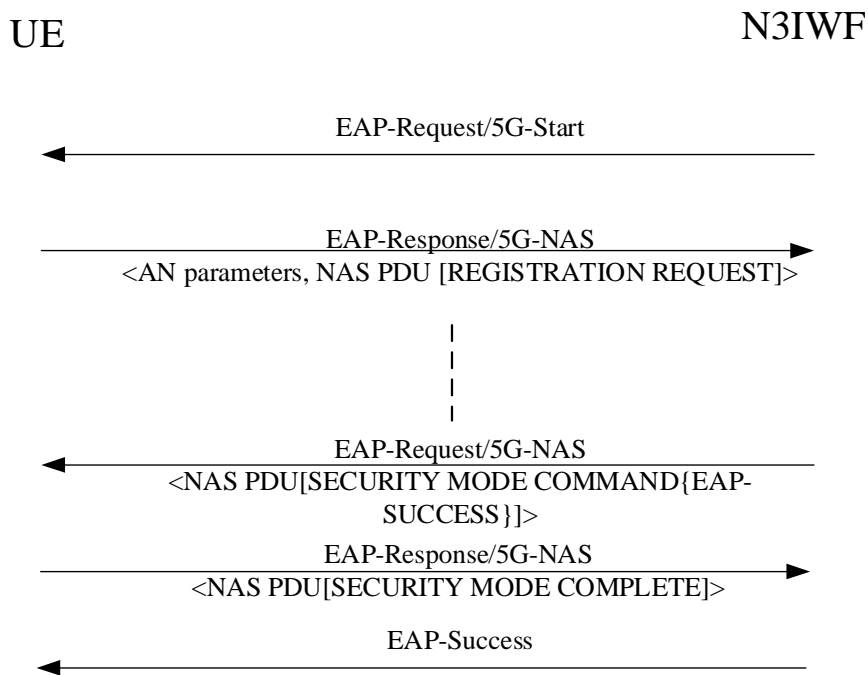 UE
N3IWF
EAP-Request/5G-Start
EAP-Response/5G-NAS
<AN parameters, NAS PDU [REGISTRATION REQUEST]>
EAP-Request/5G-NAS
<NAS PDU[SECURITY MODE COMMAND{EAP-
SUCCESS}]>
EAP-Response/5G-NAS
<NAS PDU[SECURITY MODE COMPLETE]>
EAP-Success